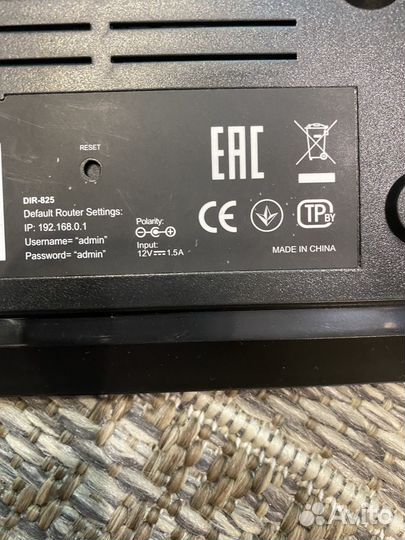 RESET
EAC
DIR-825
Default Router Settings:
IP: 192.168.0.1
Username= "admin"
Password= "admin"
Polarity:
Input:
12V 1.5A
CE
TP BY
MADE IN CHINA
Avito